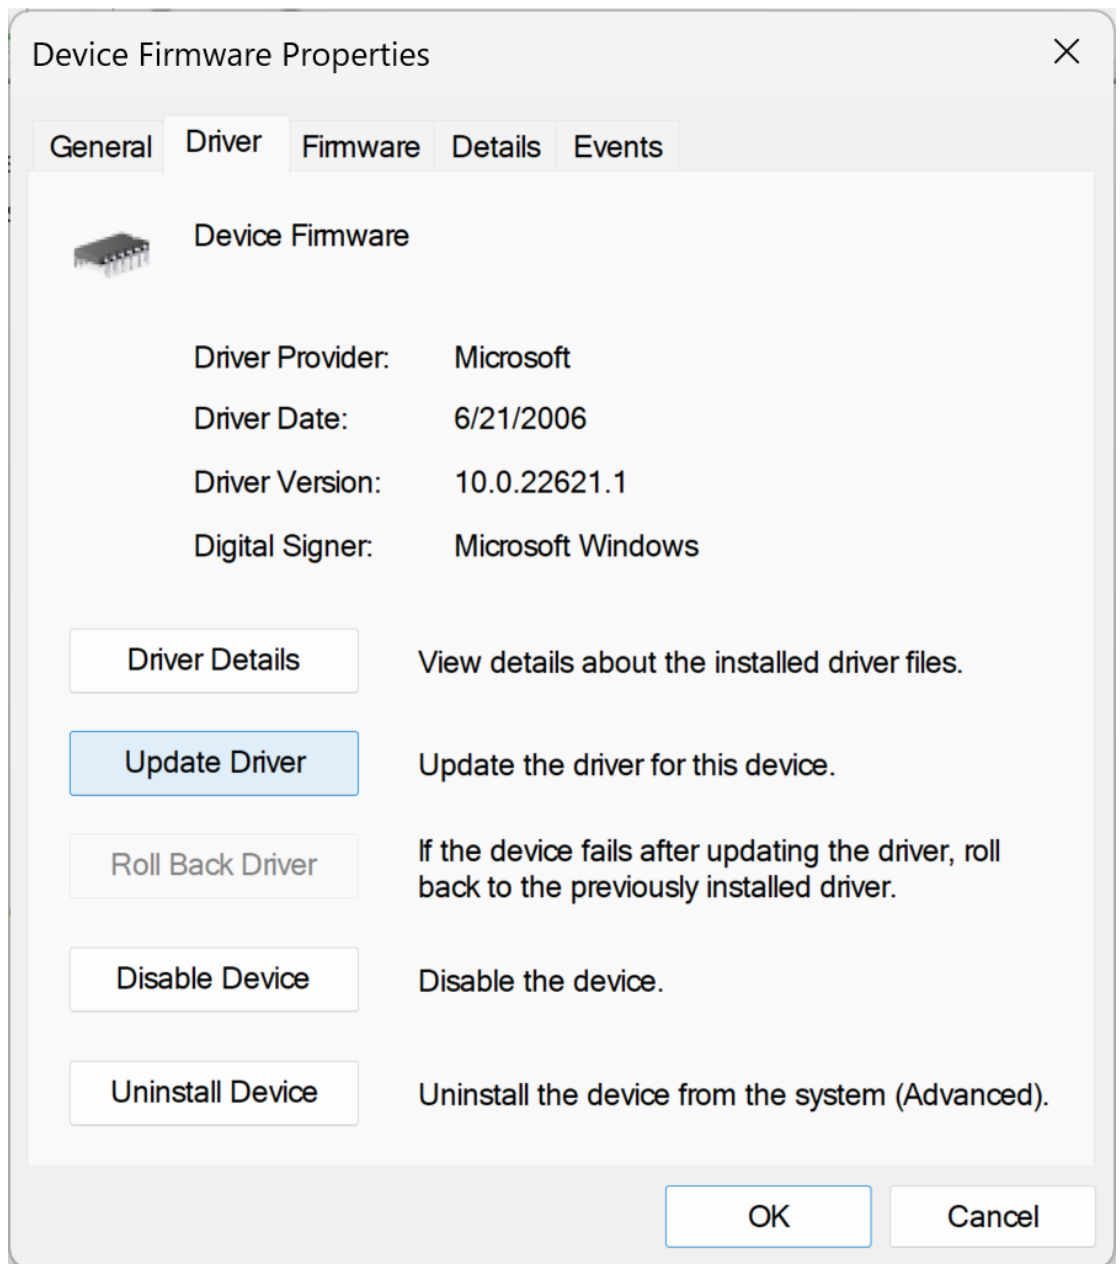 Device Firmware Properties
General Driver Firmware Details Events
Device Firmware
Driver Provider: Microsoft
Driver Date: 6/21/2006
Driver Version: 10.0.22621.1
Digital Signer: Microsoft Windows
Driver Details View details about the installed driver files.
Update Driver Update the driver for this device.
Roll Back Driver If the device fails after updating the driver, roll
back to the previously installed driver.
Disable Device Disable the device.
Uninstall Device Uninstall the device from the system (Advanced).
OK Cancel